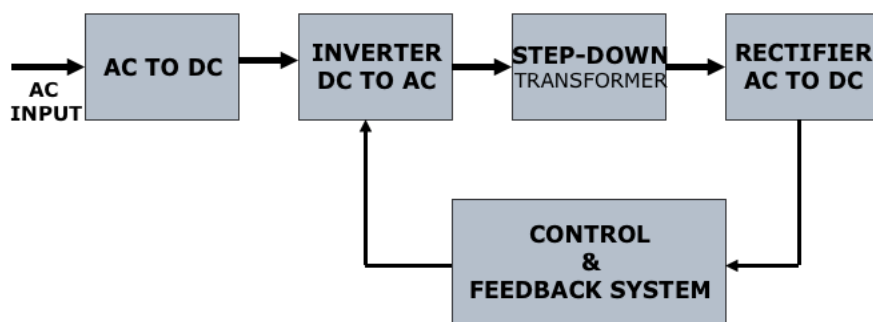 AC
INPUT
AC TO DC
INVERTER
DC TO AC
STEP-DOWN
TRANSFORMER
RECTIFIER
AC TO DC
CONTROL
&
FEEDBACK SYSTEM